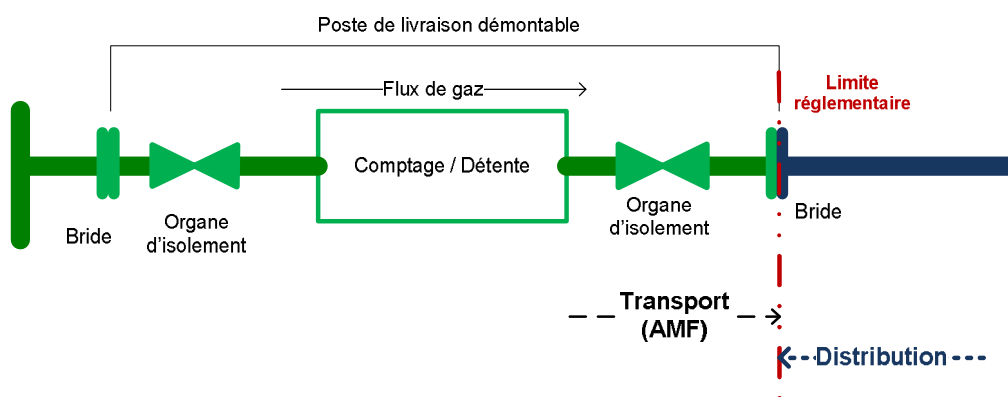 Poste de livraison démontable
Flux de gaz
Limite
réglementaire
Comptage / Détente
Bride
Organe
d'isolement
Organe
d'isolement
Bride
Transport
(AMF)
Distribution